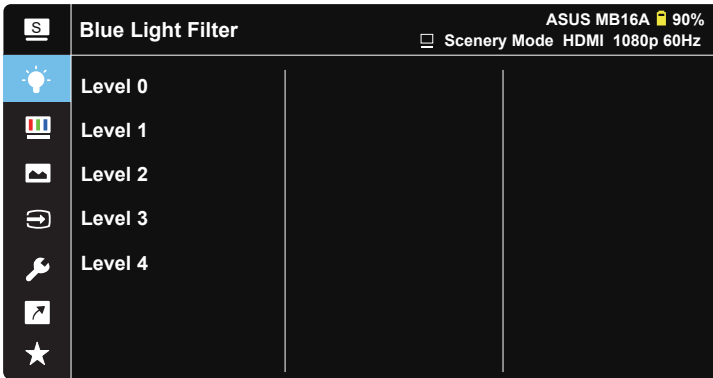 S
Blue Light Filter
ASUS MB16A 90%
Scenery Mode HDMI 1080p 60Hz
Level 0
Level 1
Level 2
Level 3
Level 4